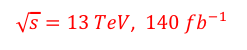 √s = 13 TeV, 140 fb⁻¹